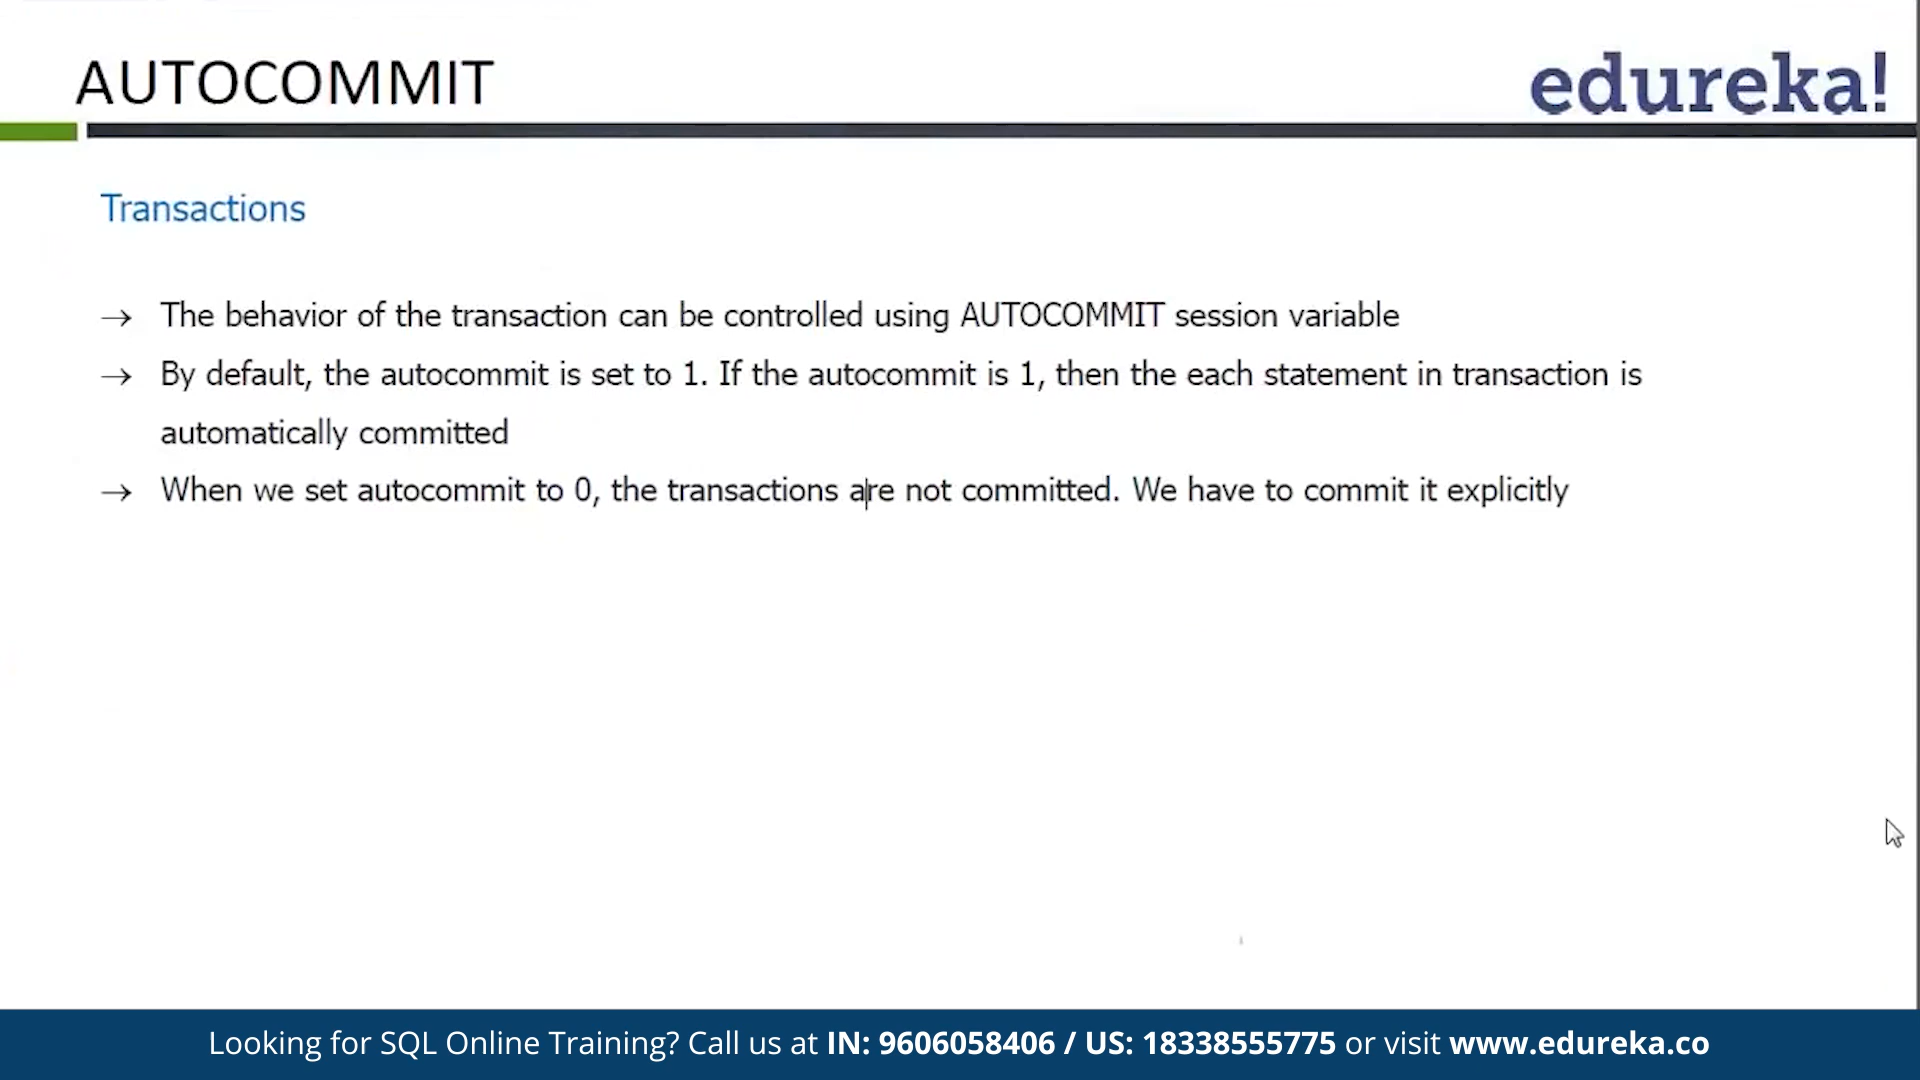 AUTOCOMMIT
edureka!
Transactions
→ The behavior of the transaction can be controlled using AUTOCOMMIT session variable
→ By default, the autocommit is set to 1. If the autocommit is 1, then the each statement in transaction is
automatically committed
→ When we set autocommit to 0, the transactions are not committed. We have to commit it explicitly
Looking for SQL Online Training? Call us at IN: 9606058406 / US: 18338555775 or visit www.edureka.co